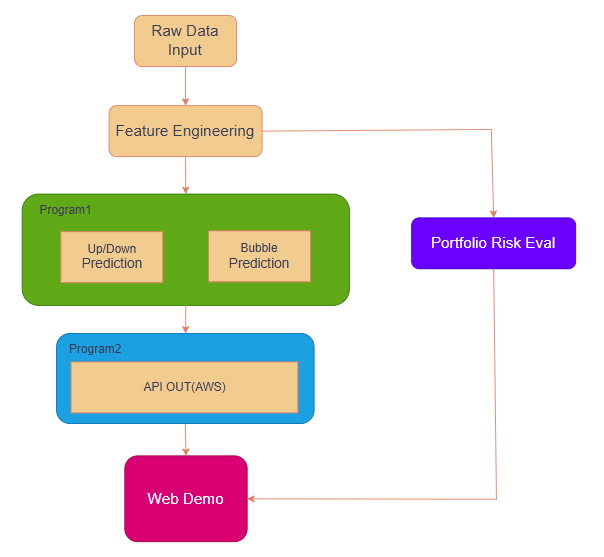 Raw Data
Input
Feature Engineering
Program1
Up/Down
Prediction
Bubble
Prediction
Portfolio Risk Eval
Program2
API OUT(AWS)
Web Demo